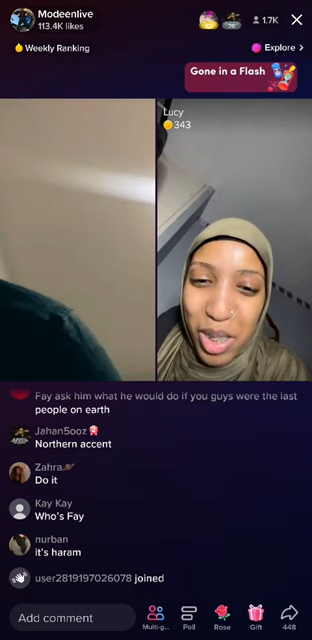 Modeenlive
113.4K likes
20
1.7K
Weekly Ranking
Explore
Gone in a Flash
Lucy
343
Fay ask him what he would do if you guys were the last
people on earth
Jahan5ooz
Northern accent
Zahra
Do it
Kay Kay
Who's Fay
nurban
it's haram
user2819197026078 joined
Add comment
Multi-g...
Poll
Rose
Gift
448